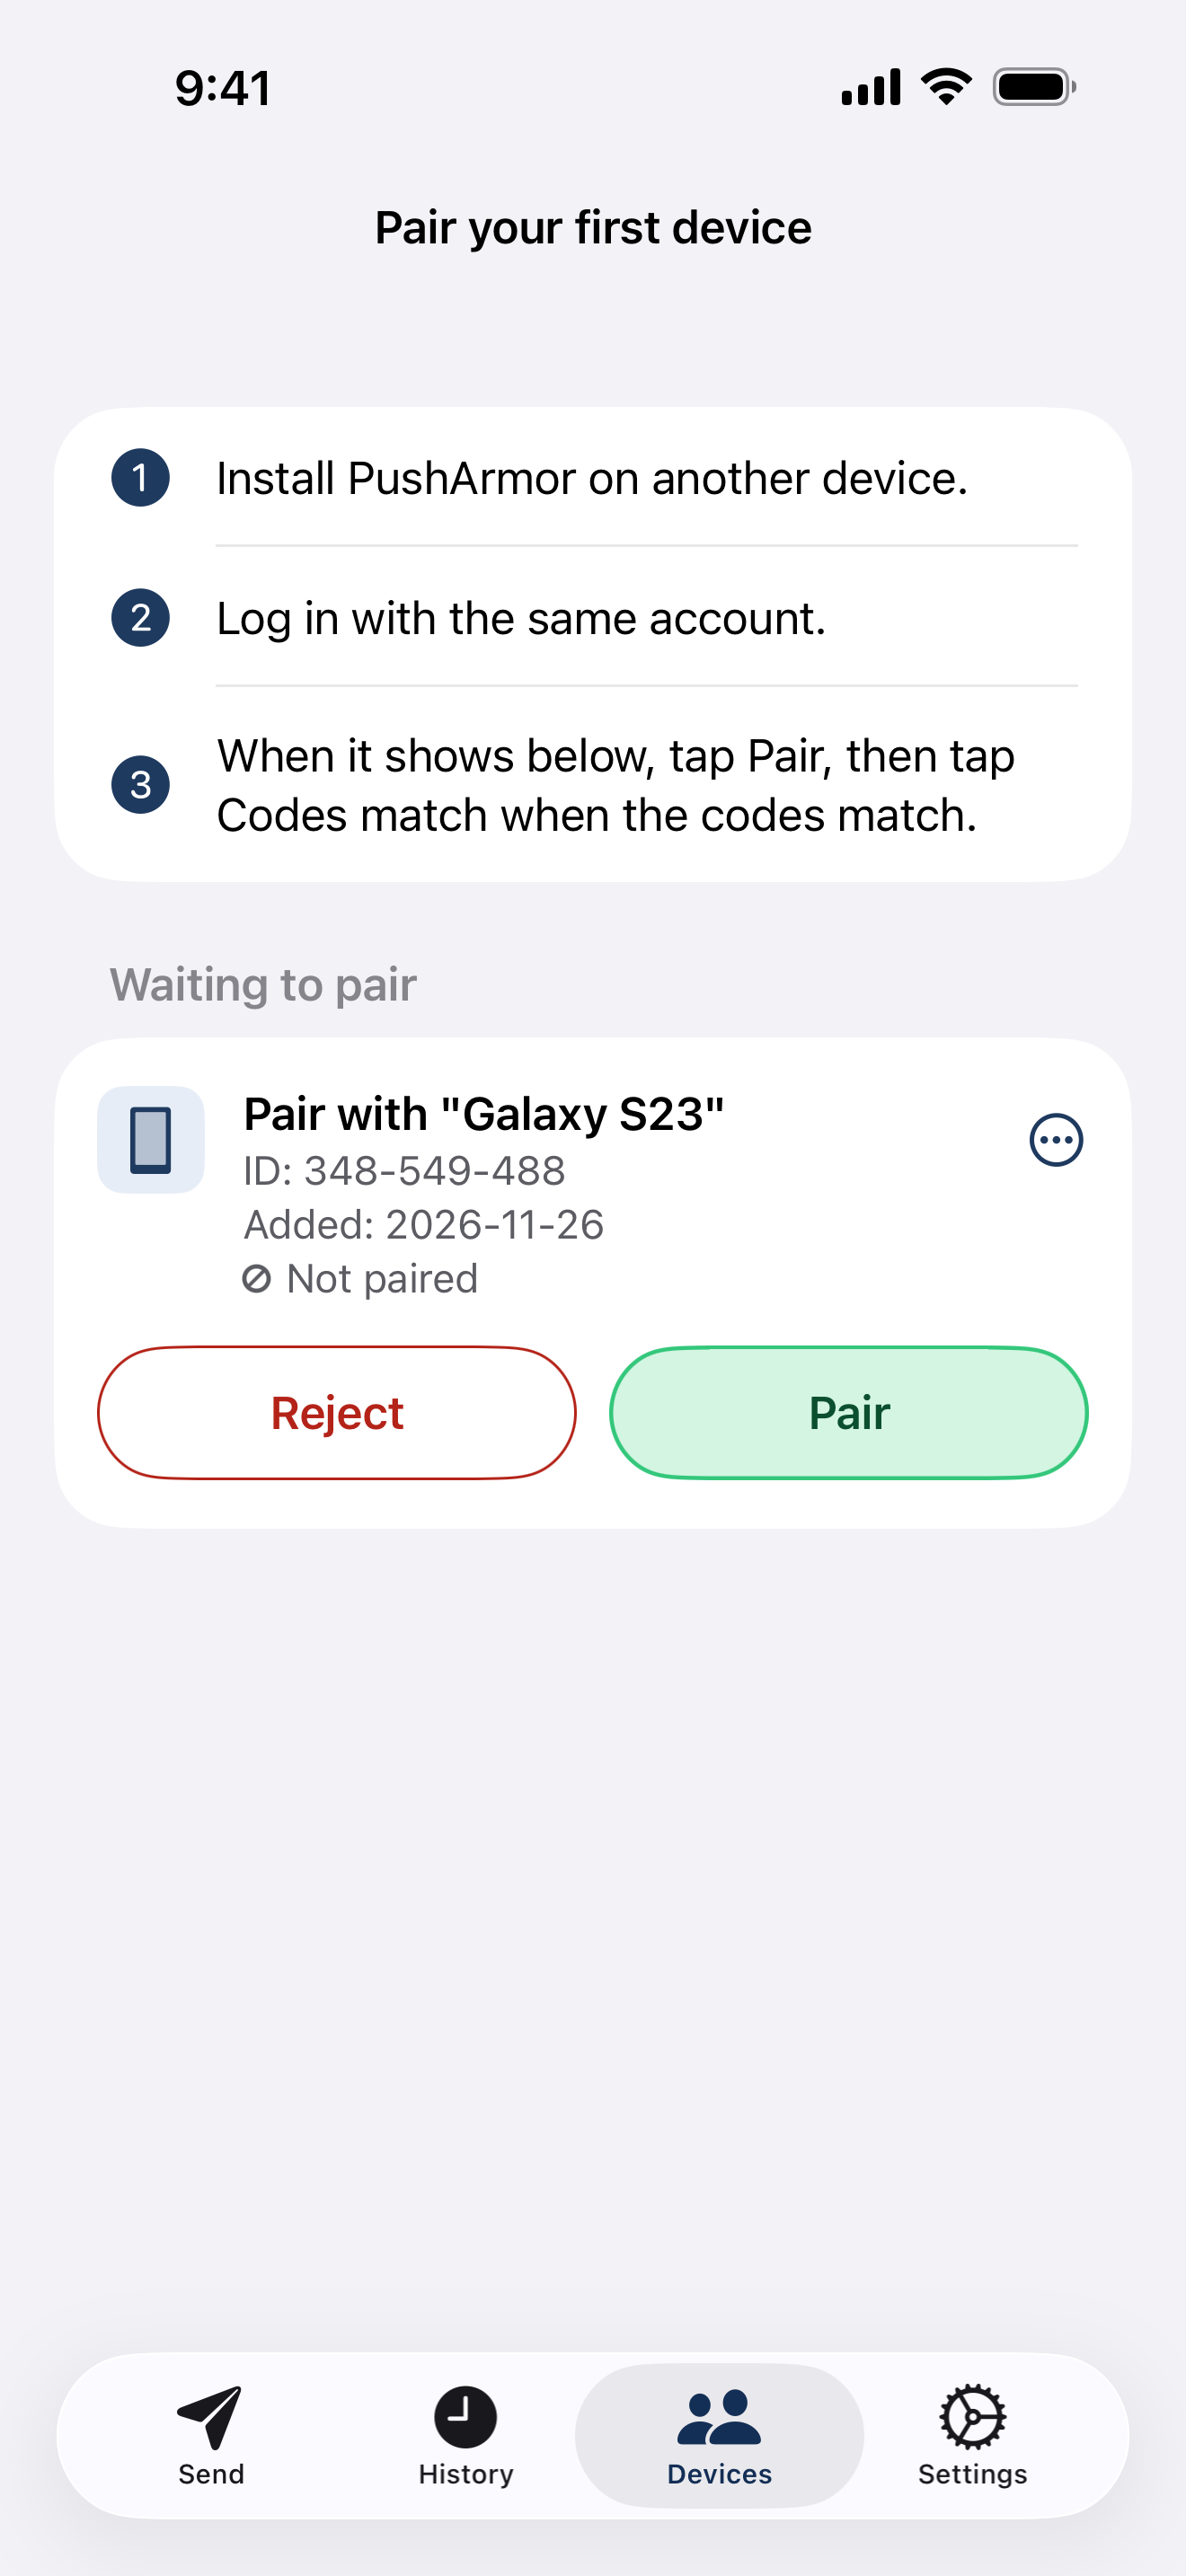 9:41
Pair your first device
1 Install PushArmor on another device.
2 Log in with the same account.
3 When it shows below, tap Pair, then tap
Codes match when the codes match.
Waiting to pair
Pair with "Galaxy S23"
ID: 348-549-488
Added: 2026-11-26
Not paired
Reject Pair
Send History Devices Settings